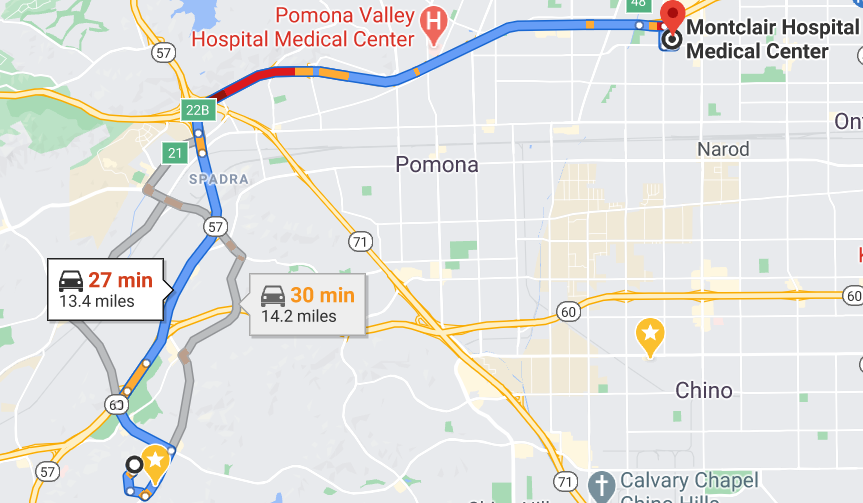 48
Pomona Valley
Hospital Medical Center
H
Montclair Hospital
Medical Center
57
22B
Ont
Narod
21
Pomona
SPADRA
57
71
27 min
13.4 miles
30 min
14.2 miles
60
60
Chino
60
57
71
Calvary Chapel
Chino Hills